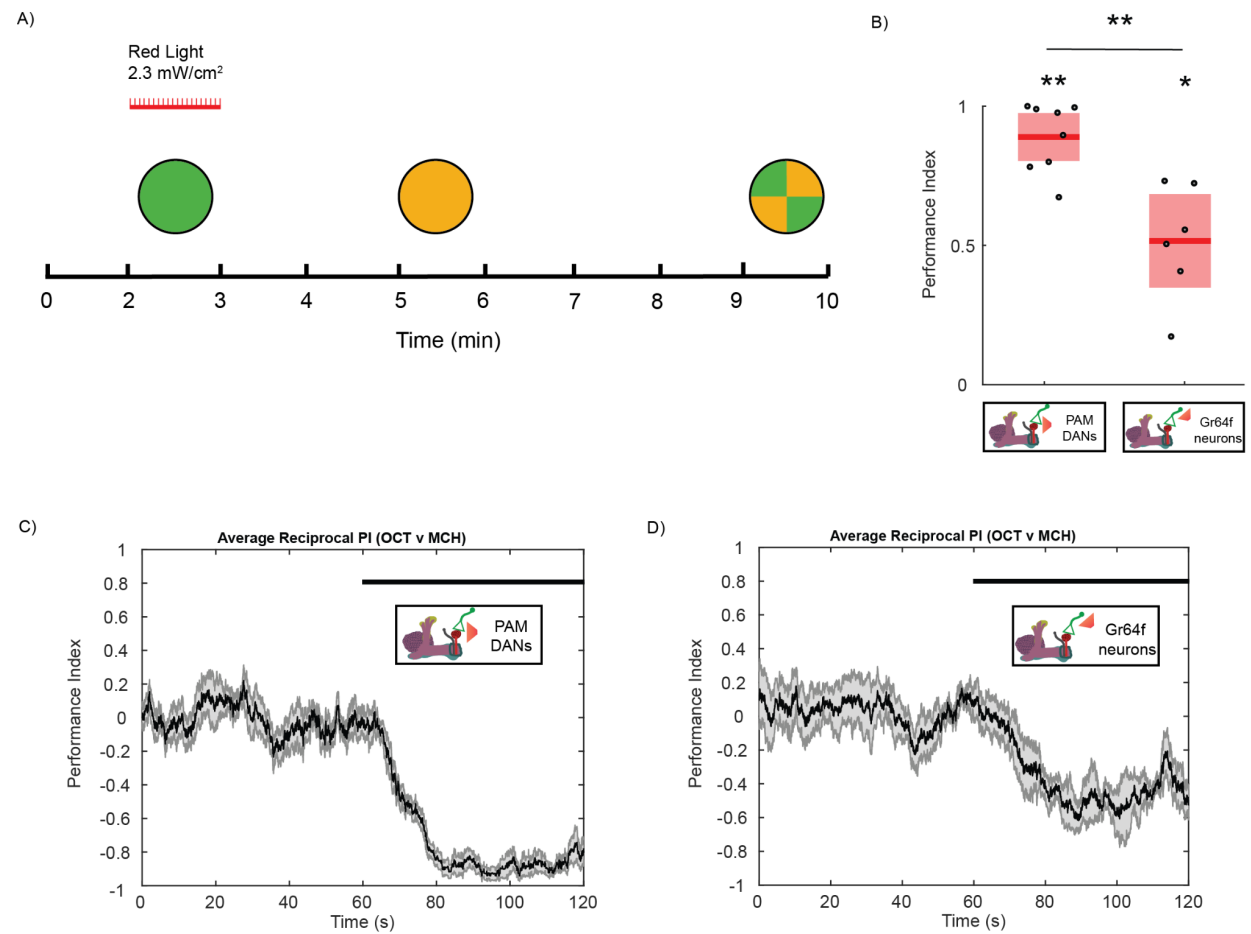 A)
Red Light
2.3 mW/cm²
0 2 3 4 5 6 7 8 9 10
Time (min)
B)
**
** *
1
0.5
0
Performance Index
PAM
DANs
Gr64f
neurons
C)
Average Reciprocal PI (OCT v MCH)
1
0.8
0.6
0.4
0.2
0
-0.2
-0.4
-0.6
-0.8
-1
Performance Index
PAM
DANs
0 20 40 60 80 100 120
Time (s)
D)
Average Reciprocal PI (OCT v MCH)
1
0.8
0.6
0.4
0.2
0
-0.2
-0.4
-0.6
-0.8
-1
Performance Index
Gr64f
neurons
0 20 40 60 80 100 120
Time (s)